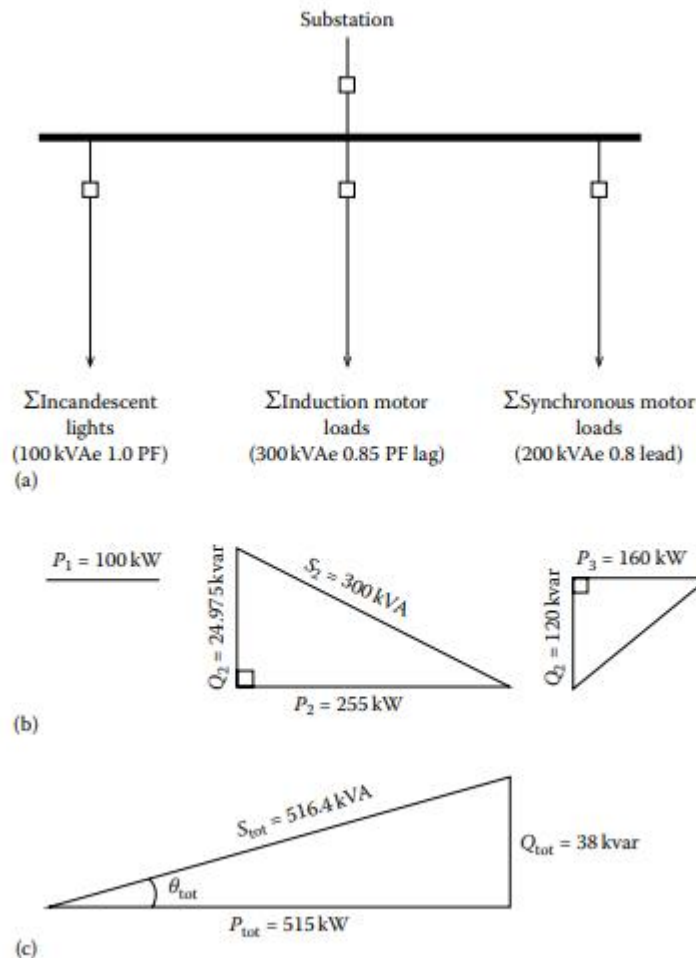 Substation
ΣIncandescent
lights
(100 kVAe 1.0 PF)
ΣInduction motor
loads
(300 kVAe 0.85 PF lag)
ΣSynchronous motor
loads
(200 kVAe 0.8 lead)
(a)
P1 = 100 kW
Q2 = 24.975 kvar
S2 = 300 kVA
P2 = 255 kW
P3 = 160 kW
Q2 = 120 kvar
(b)
Stot = 516.4 kVA
θtot
Qtot = 38 kvar
Ptot = 515 kW
(c)